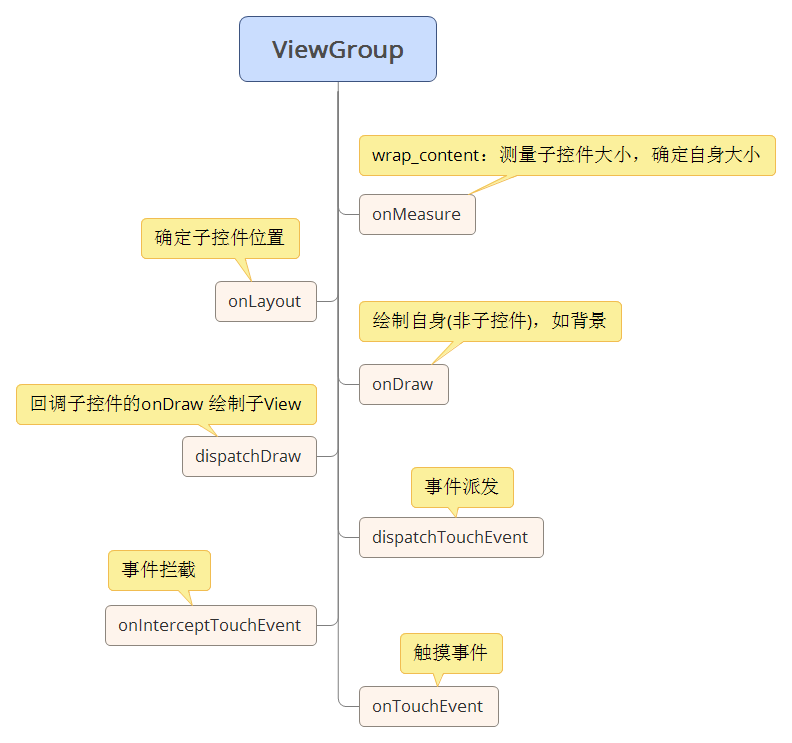 ViewGroup
wrap_content：测量子控件大小，确定自身大小
onMeasure
确定子控件位置
onLayout
绘制自身(非子控件)，如背景
onDraw
回调子控件的onDraw 绘制子View
dispatchDraw
事件派发
dispatchTouchEvent
事件拦截
onInterceptTouchEvent
触摸事件
onTouchEvent